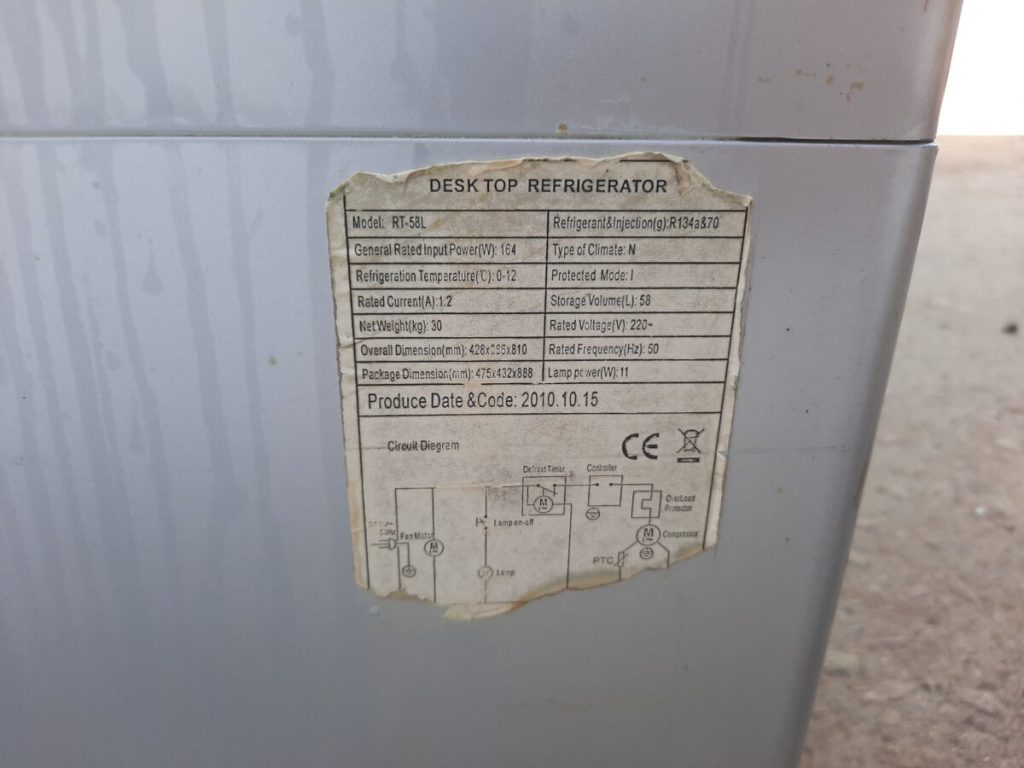 DESK TOP REFRIGERATOR
Model: RT-58L
Refrigerant&Injection(g):R134a&70
General Rated Input Power(W): 164
Type of Climate: N
Refrigeration Temperature(℃): 0-12
Protected Mode: I
Rated Current(A):1.2
Storage Volume(L): 58
Net Weight(kg): 30
Rated Voltage(V): 220~
Overall Dimension(mm):
Rated Frequency(Hz): 50
Package Dimension(mm): 475x432x888
Lamp power(W): 11
Produce Date &Code: 2010.10.15
Circuit Diagram
CE
Defrost Timer
Controller
M
OverLoad
Protector
Lamp on-off
Fan Motor
M
M
Compressor
PTC
Lamp